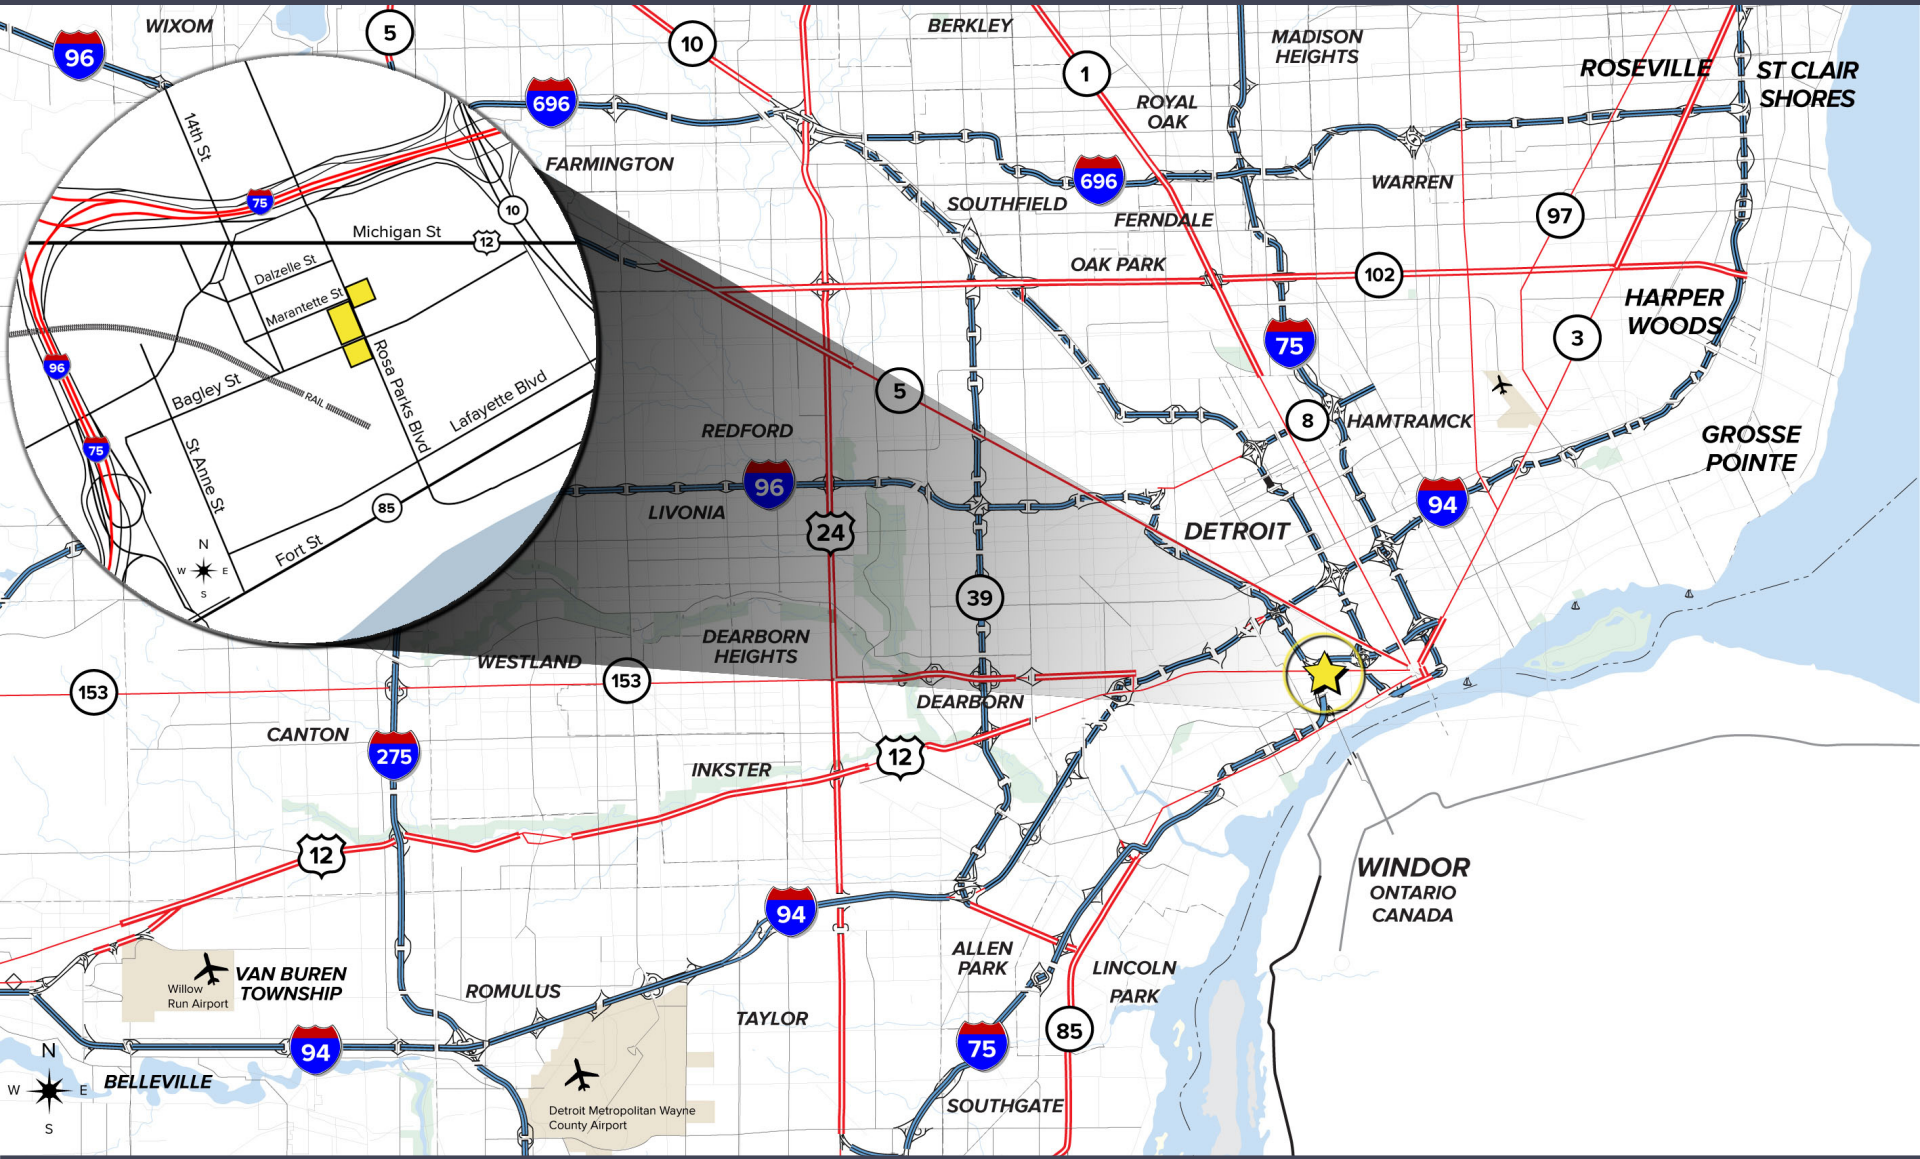 WIXOM
5
10
BERKLEY
MADISON
HEIGHTS
96
1
ROSEVILLE
ST CLAIR
SHORES
696
ROYAL
OAK
FARMINGTON
696
WARREN
SOUTHFIELD
FERNDALE
97
OAK PARK
102
HARPER
WOODS
75
3
5
8
HAMTRAMCK
REDFORD
GROSSE
POINTE
96
LIVONIA
24
94
DETROIT
39
DEARBORN
HEIGHTS
WESTLAND
153
153
DEARBORN
CANTON
275
12
INKSTER
12
WINDOR
ONTARIO
CANADA
94
ALLEN
PARK
LINCOLN
PARK
Willow
Run Airport
VAN BUREN
TOWNSHIP
ROMULUS
TAYLOR
85
94
75
N
W
E
S
BELLEVILLE
Detroit Metropolitan Wayne
County Airport
SOUTHGATE
14th St
75
10
Michigan St
12
Dalzelle St
Marantette St
96
Rosa Parks Blvd
Bagley St
RAIL
Lafayette Blvd
75
St Anne St
85
Fort St
N
W
E
S